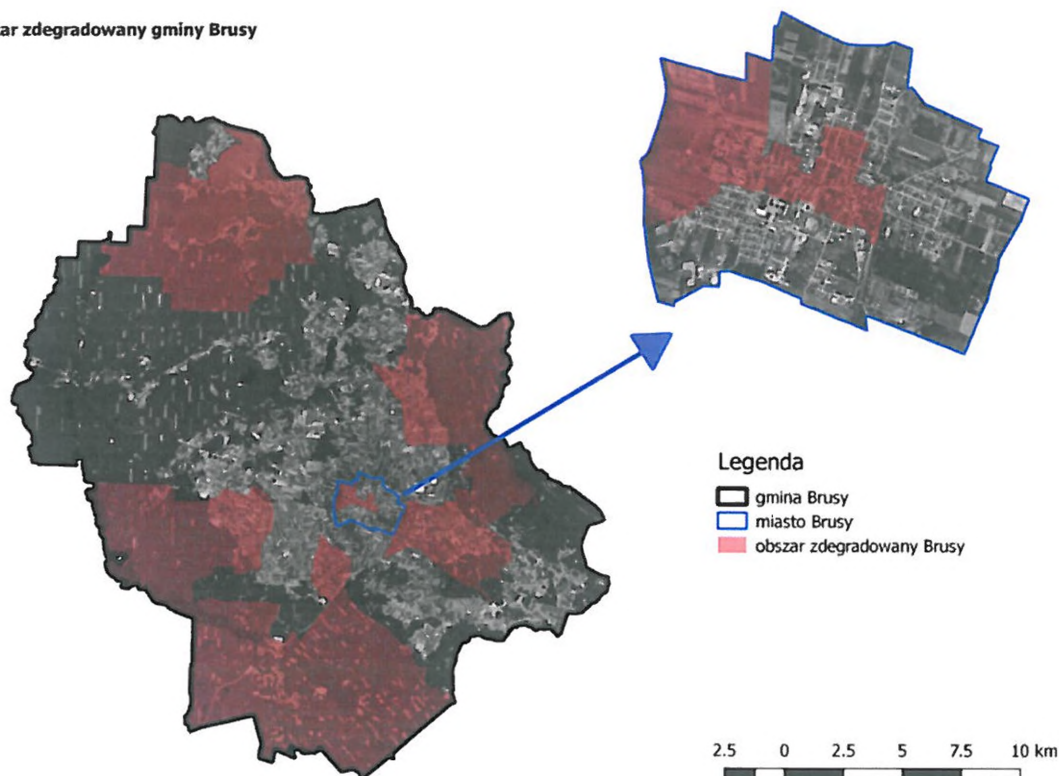 zdegradowany gminy Brusy
Legenda
gmina Brusy
miasto Brusy
obszar zdegradowany Brusy
2.5 0 2.5 5 7.5 10 km